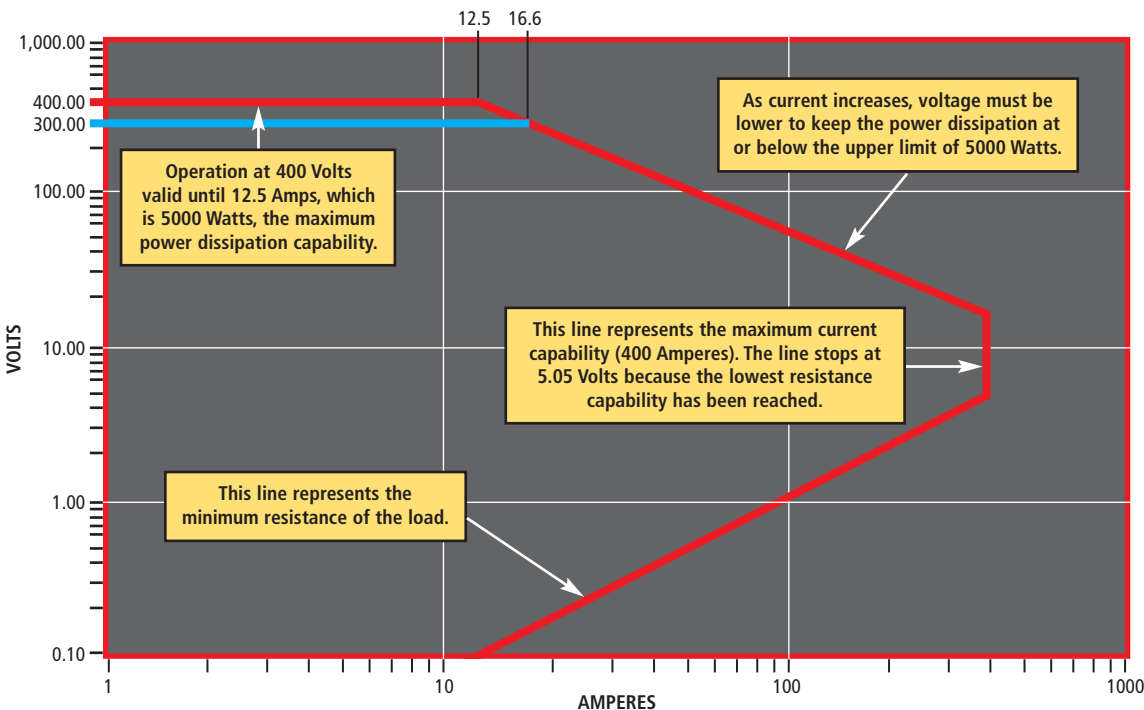 12.5 16.6
1,000.00
400.00
300.00
100.00
10.00
1.00
0.10
VOLTS
Operation at 400 Volts
valid until 12.5 Amps, which
is 5000 Watts, the maximum
power dissipation capability.
As current increases, voltage must be
lower to keep the power dissipation at
or below the upper limit of 5000 Watts.
This line represents the maximum current
capability (400 Amperes). The line stops at
5.05 Volts because the lowest resistance
capability has been reached.
This line represents the
minimum resistance of the load.
1 10 100 1000
AMPERES